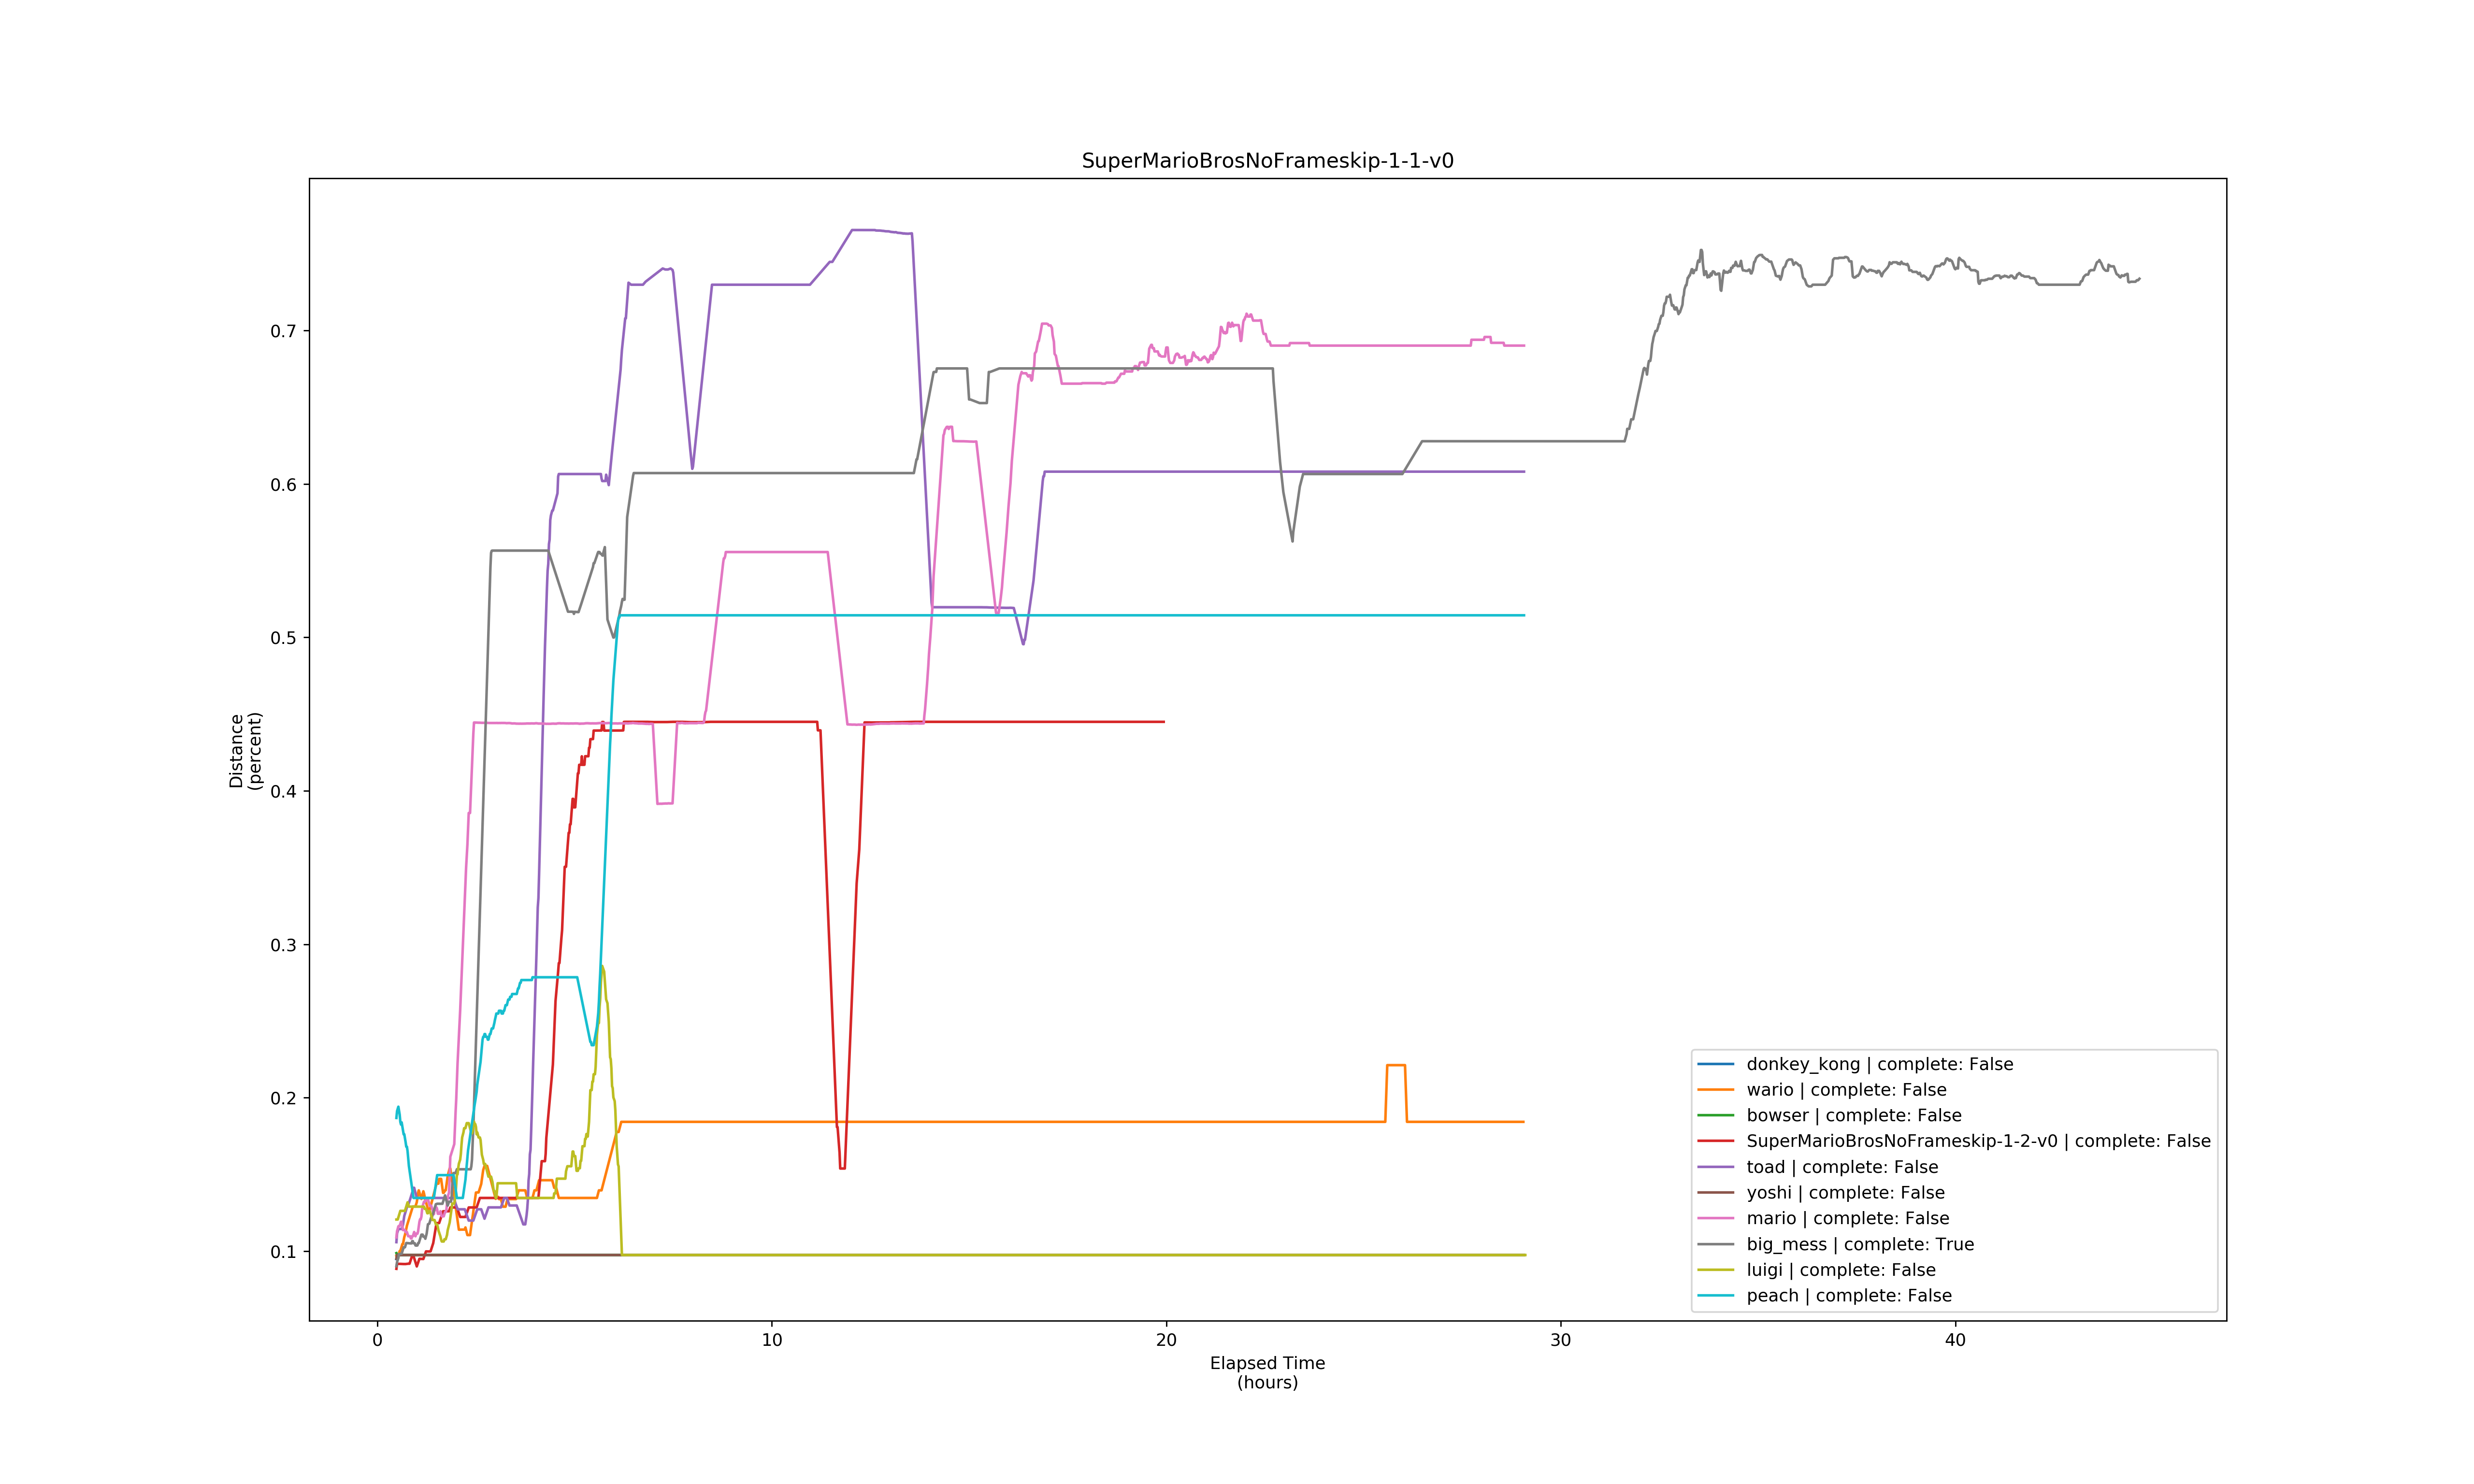 SuperMarioBrosNoFrameskip-1-1-v0
0.7
0.6
0.5
0.4
0.3
0.2
0.1
Distance
(percent)
0 10 20 30 40
Elapsed Time
(hours)
donkey_kong | complete: False
wario | complete: False
bowser | complete: False
SuperMarioBrosNoFrameskip-1-2-v0 | complete: False
toad | complete: False
yoshi | complete: False
mario | complete: False
big_mess | complete: True
luigi | complete: False
peach | complete: False